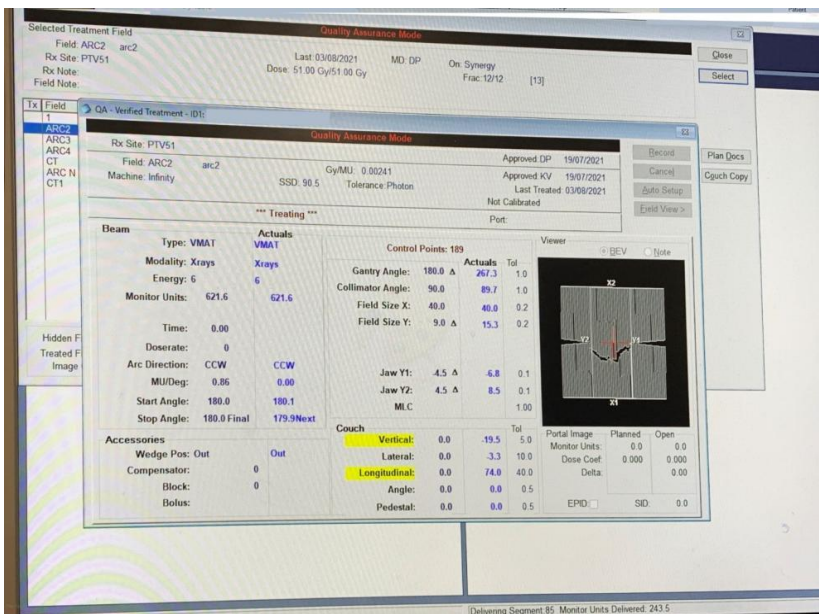 Patient
Selected Treatment Field
Quality Assurance Mode
Close
Select
Field: ARC2 arc2
Rx Site: PTV51
Last: 03/08/2021 MD: DP On: Synergy
Rx Note:
Dose: 51.00 Gy/51.00 Gy Frac: 12/12 [13]
Field Note:
Tx Field
1
ARC2
ARC3
ARC4
CT
ARC N
CT1
Plan Docs
Couch Copy
Hidden F
Treated F
Image
QA - Verified Treatment - ID1:
Quality Assurance Mode
Rx Site: PTV51
Field: ARC2 arc2
Machine: Infinity
Gy/MU: 0.00241
SSD: 90.5 Tolerance: Photon
Approved: DP 19/07/2021
Approved: KV 19/07/2021
Last Treated: 03/08/2021
Not Calibrated
Port:
Record
Cancel
Auto Setup
Field View >
*** Treating ***
Beam Actuals
Type: VMAT VMAT
Modality: Xrays Xrays
Energy: 6 6
Monitor Units: 621.6 621.6
Time: 0.00
Doserate: 0
Arc Direction: CCW CCW
MU/Deg: 0.86 0.00
Start Angle: 180.0 180.1
Stop Angle: 180.0 Final 179.9Next
Accessories
Wedge Pos: Out Out
Compensator: 0
Block: 0
Bolus:
Control Points: 189
Actuals Tol
Gantry Angle: 180.0 Δ 267.3 1.0
Collimator Angle: 90.0 89.7 1.0
Field Size X: 40.0 40.0 0.2
Field Size Y: 9.0 Δ 15.3 0.2
Jaw Y1: 4.5 Δ 6.8 0.1
Jaw Y2: 4.5 Δ 8.5 0.1
MLC 1.00
Couch Tol
Vertical: 0.0 -19.5 5.0
Lateral: 0.0 -3.3 10.0
Longitudinal: 0.0 74.0 40.0
Angle: 0.0 0.0 0.5
Pedestal: 0.0 0.0 0.5
Viewer
BEV Note
X2
Y2 Y1
X1
Portal Image Planned Open
Monitor Units: 0.0 0.0
Dose Coef: 0.000 0.000
Delta: 0.00
EPID: SID: 0.0
Delivering Segment 85 Monitor Units Delivered: 243.5